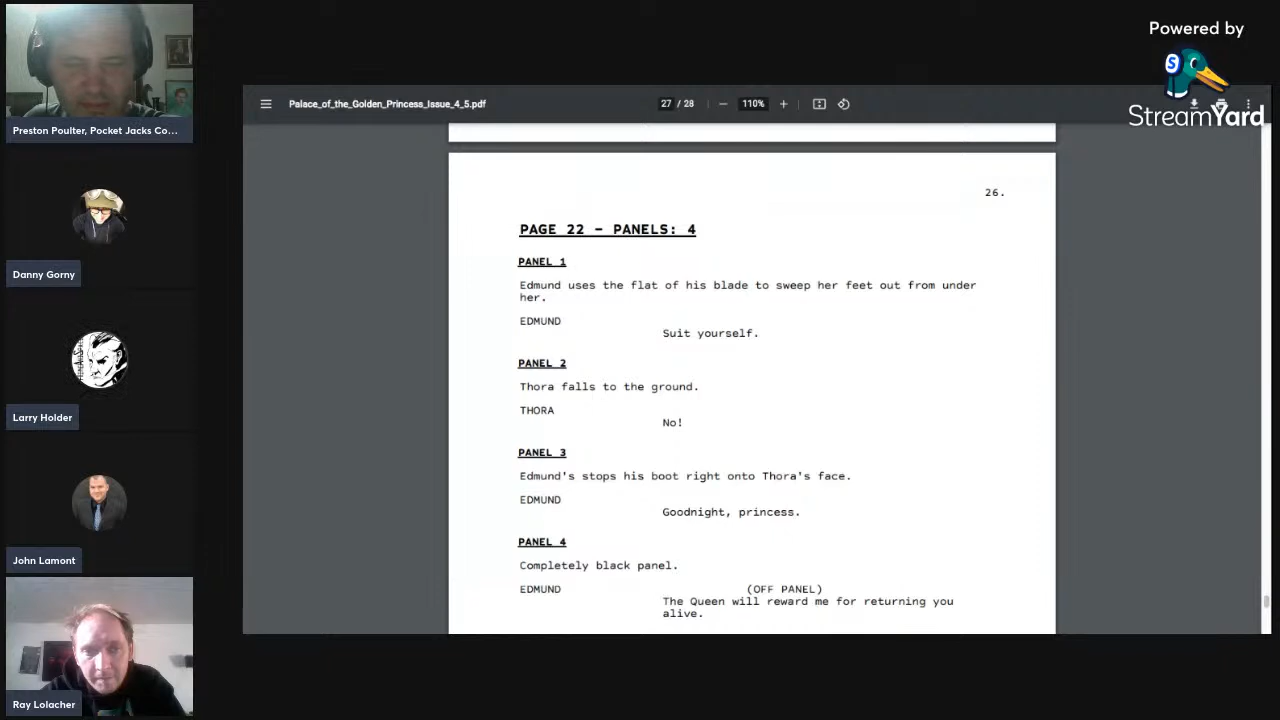 Powered by
StreamYard
Preston Poulter, Pocket Jacks Co...
Danny Gorny
Larry Holder
John Lamont
Ray Lolacher
Palace_of_the_Golden_Princess_Issue_4_5.pdf
27 / 28
110%
26.
PAGE 22 – PANELS: 4
PANEL 1
Edmund uses the flat of his blade to sweep her feet out from under
her.
EDMUND
Suit yourself.
PANEL 2
Thora falls to the ground.
THORA
No!
PANEL 3
Edmund's stops his boot right onto Thora's face.
EDMUND
Goodnight, princess.
PANEL 4
Completely black panel.
EDMUND (OFF PANEL)
The Queen will reward me for returning you
alive.